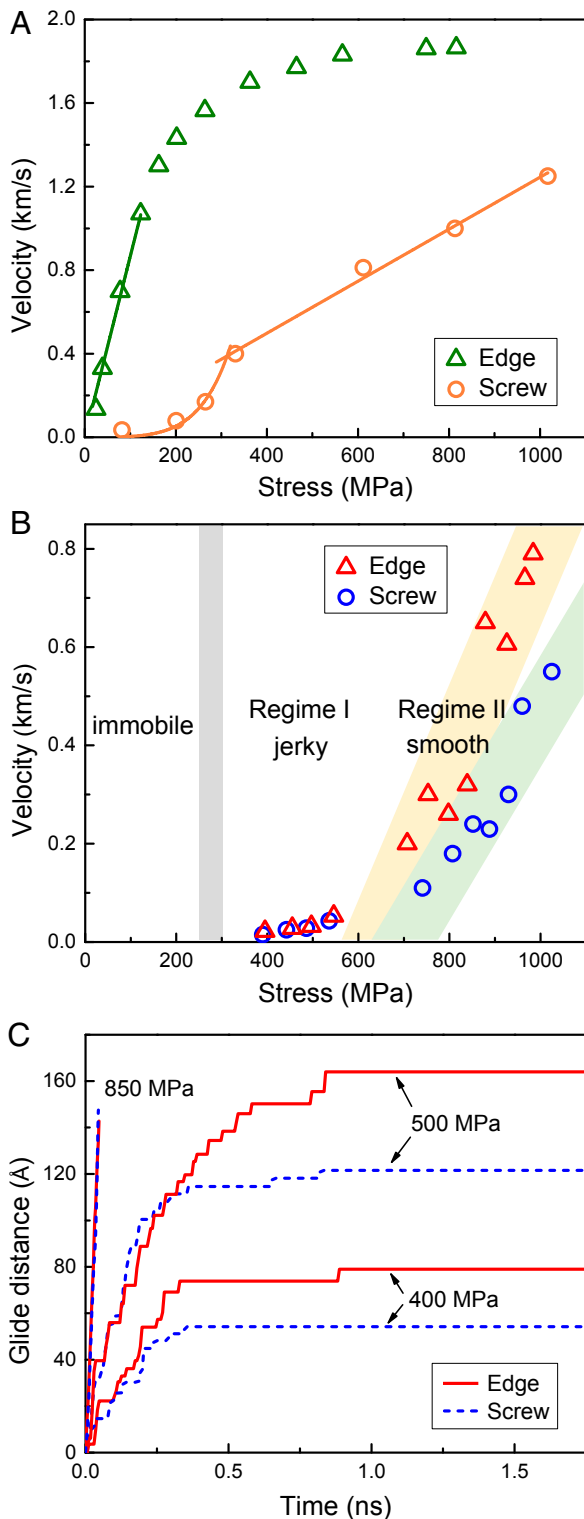 A
2.0
1.6
1.2
0.8
0.4
0.0
Velocity (km/s)
Edge
Screw
0 200 400 600 800 1000
Stress (MPa)
B
0.8
0.6
0.4
0.2
0.0
Velocity (km/s)
Edge
Screw
immobile
Regime I
jerky
Regime II
smooth
0 200 400 600 800 1000
Stress (MPa)
C
160
120
80
40
0
Glide distance (Å)
850 MPa
500 MPa
400 MPa
Edge
Screw
0.0 0.5 1.0 1.5
Time (ns)